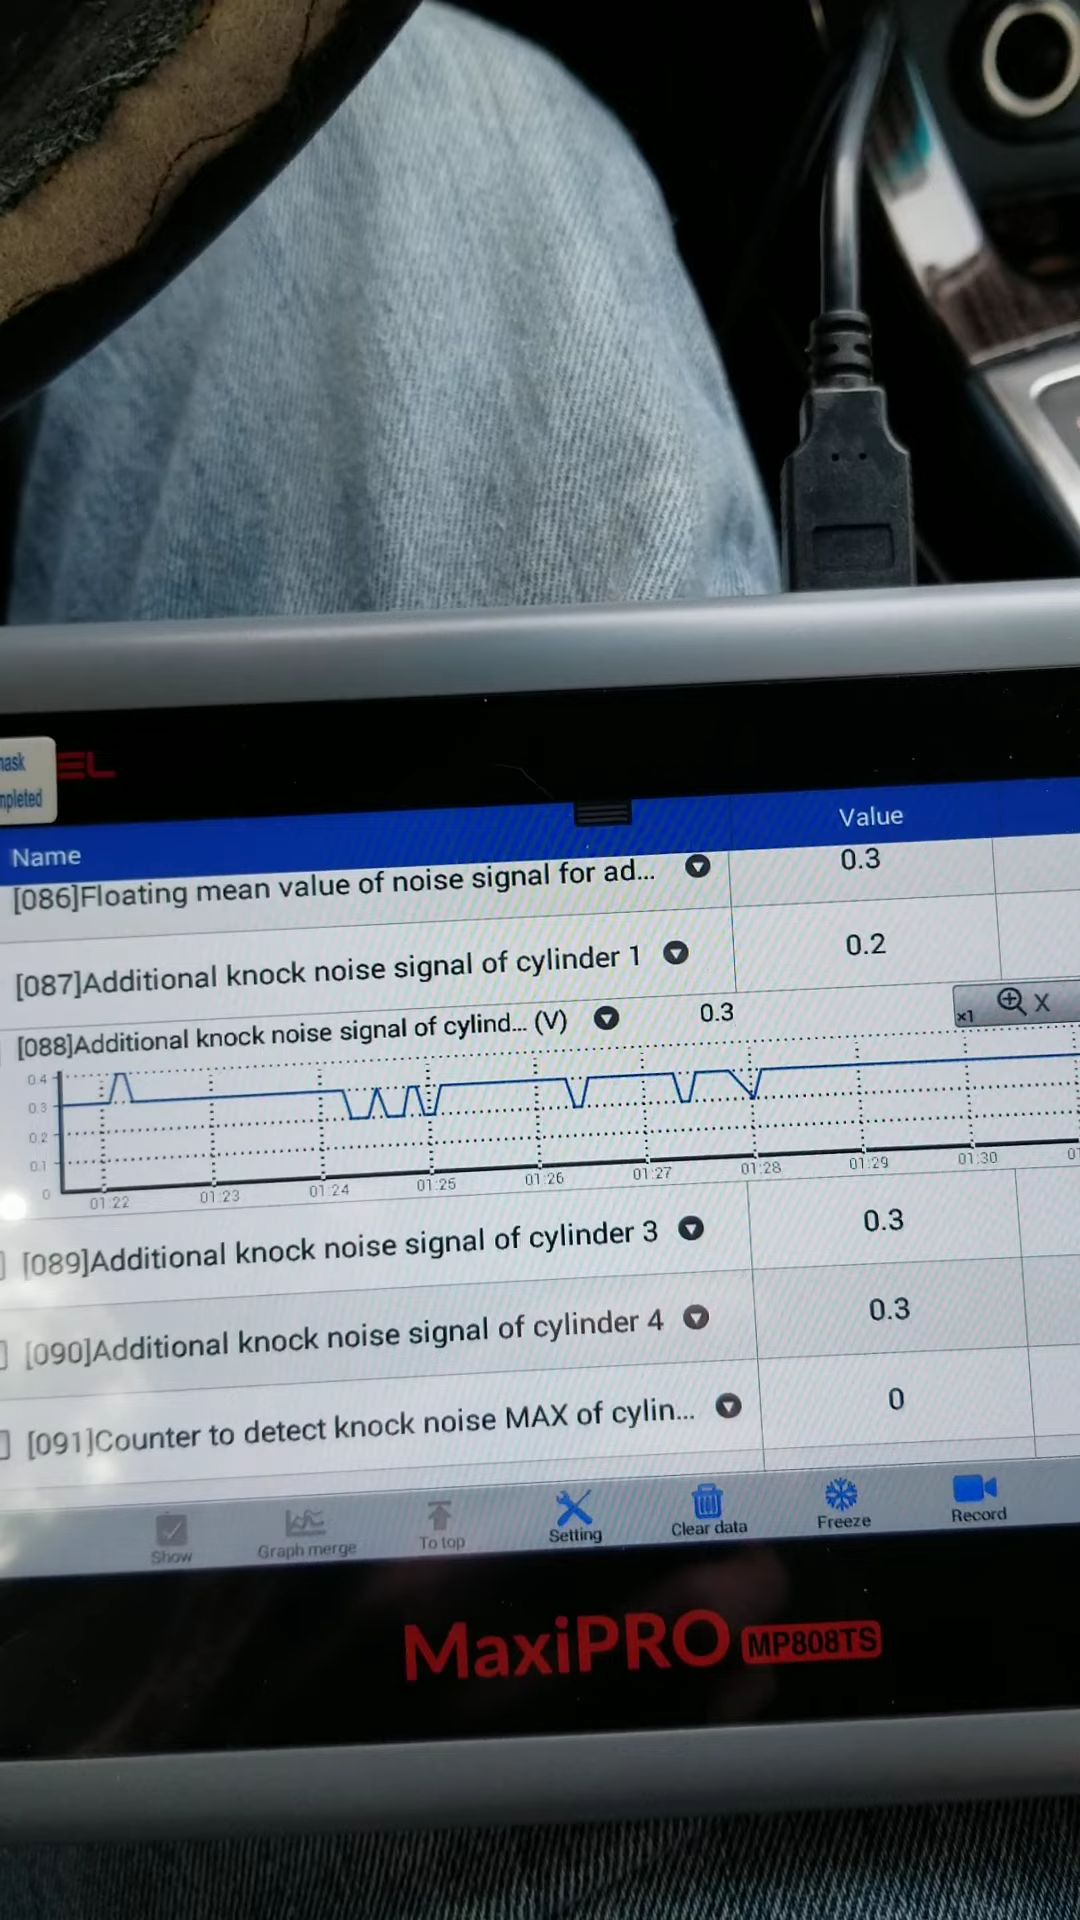 EL
mpleted
Name
Value
[086]Floating mean value of noise signal for ad...
0.3
[087]Additional knock noise signal of cylinder 1
0.2
[088]Additional knock noise signal of cylind... (V)
0.3
x1
X
0.4
0.3
0.2
0.1
0
01:22
01:23
01:24
01:25
01:26
01:27
01:28
01:29
01:30
[089]Additional knock noise signal of cylinder 3
0.3
[090]Additional knock noise signal of cylinder 4
0.3
[091]Counter to detect knock noise MAX of cylin...
0
Show
Graph merge
To top
Setting
Clear data
Freeze
Record
MaxiPRO MP808TS